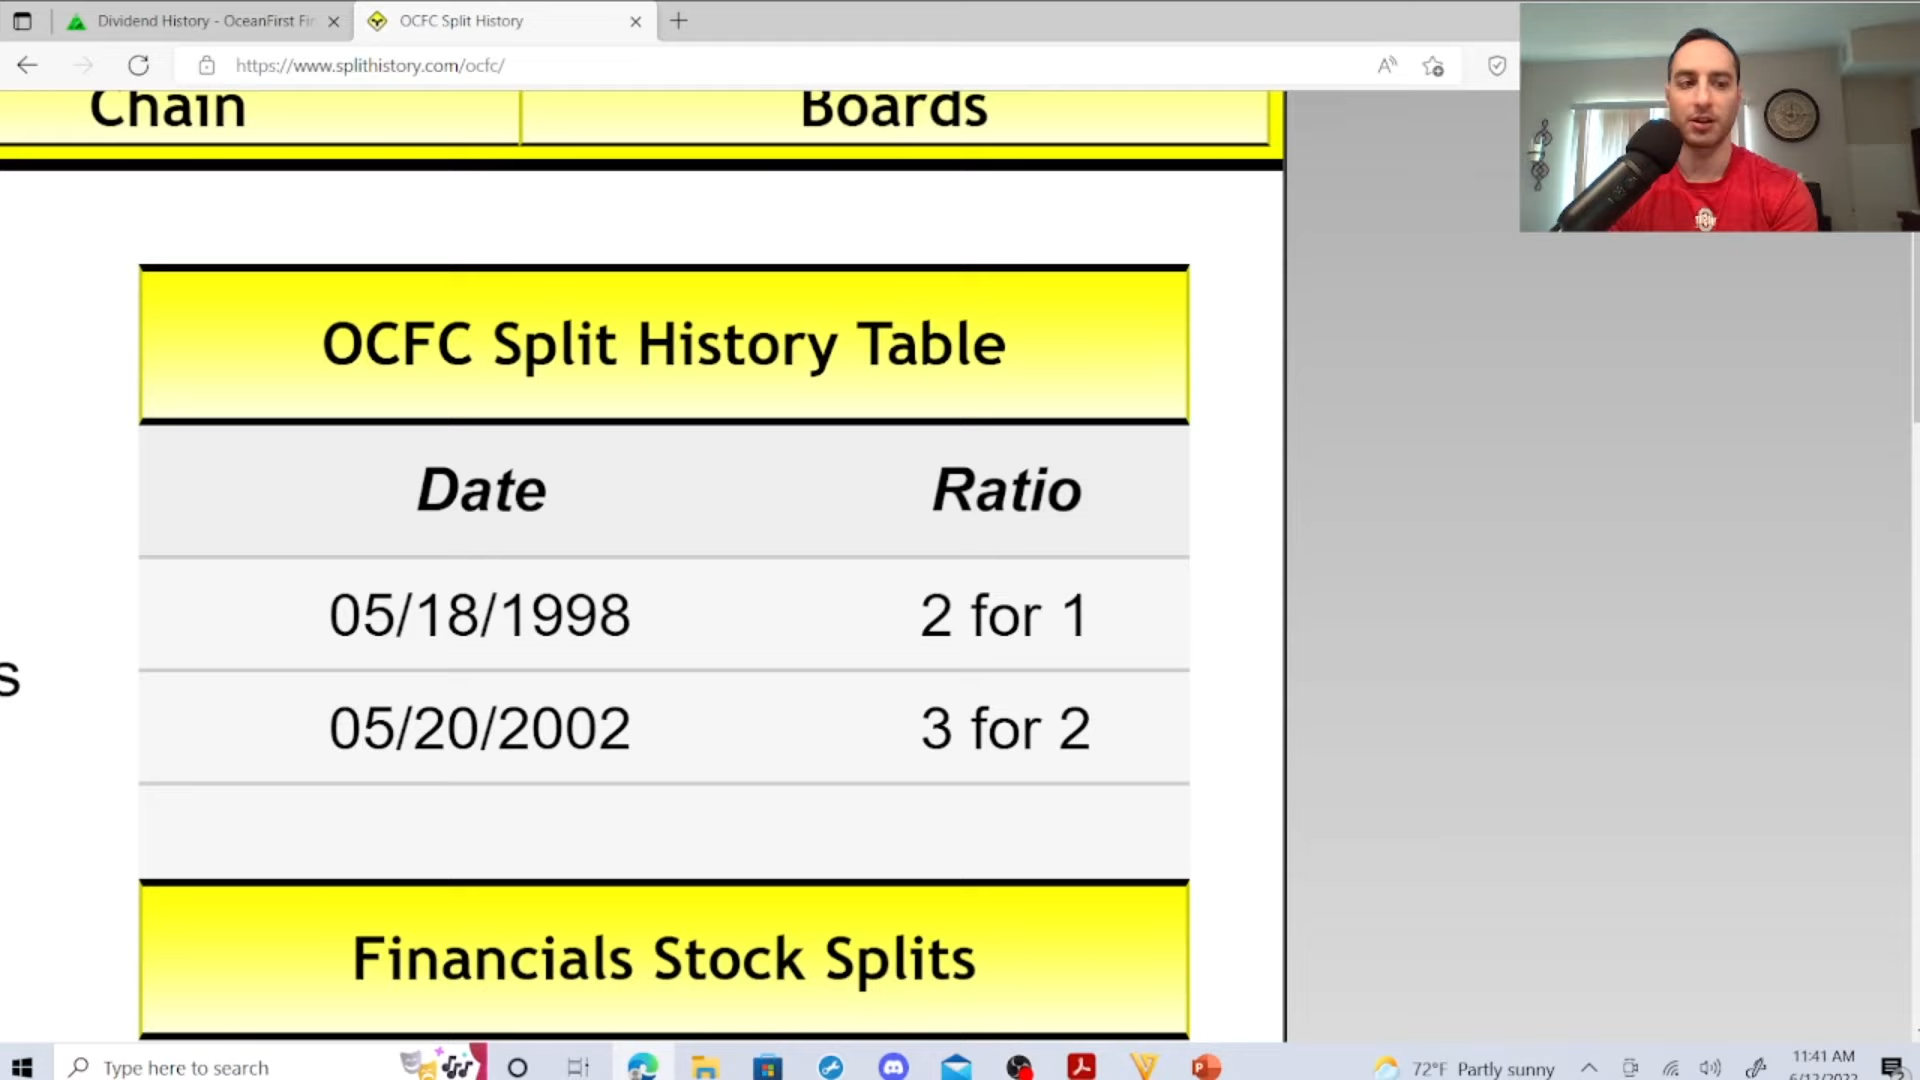 Dividend History - OceanFirst Fi
OCFC Split History
https://www.splithistory.com/ocfc/
Chain
Boards
OCFC Split History Table
Date Ratio
05/18/1998 2 for 1
s
05/20/2002 3 for 2
Financials Stock Splits
Type here to search
72°F Partly sunny
11:41 AM